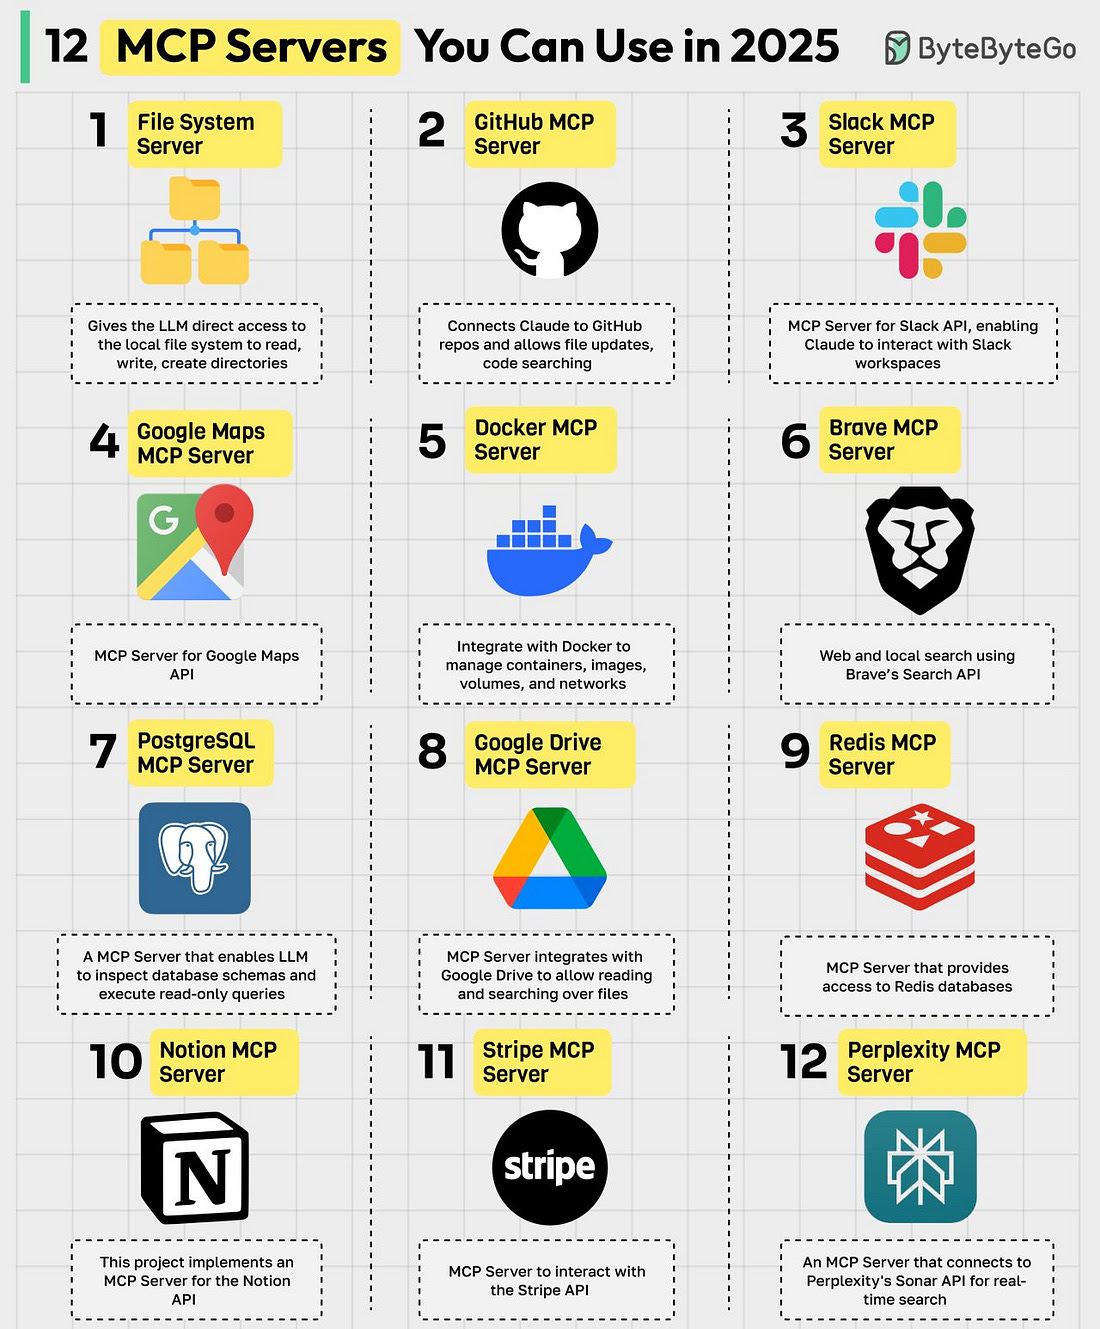 12 MCP Servers You Can Use in 2025
ByteByteGo
1
File System
Server
Gives the LLM direct access to
the local file system to read,
write, create directories
2
GitHub MCP
Server
Connects Claude to GitHub
repos and allows file updates,
code searching
3
Slack MCP
Server
MCP Server for Slack API, enabling
Claude to interact with Slack
workspaces
4
Google Maps
MCP Server
G
MCP Server for Google Maps
API
5
Docker MCP
Server
Integrate with Docker to
manage containers, images,
volumes, and networks
6
Brave MCP
Server
Web and local search using
Brave's Search API
7
PostgreSQL
MCP Server
A MCP Server that enables LLM
to inspect database schemas and
execute read-only queries
8
Google Drive
MCP Server
MCP Server integrates with
Google Drive to allow reading
and searching over files
9
Redis MCP
Server
MCP Server that provides
access to Redis databases
10
Notion MCP
Server
N
This project implements an
MCP Server for the Notion
API
11
Stripe MCP
Server
stripe
MCP Server to interact with
the Stripe API
12
Perplexity MCP
Server
An MCP Server that connects to
Perplexity's Sonar API for real-
time search